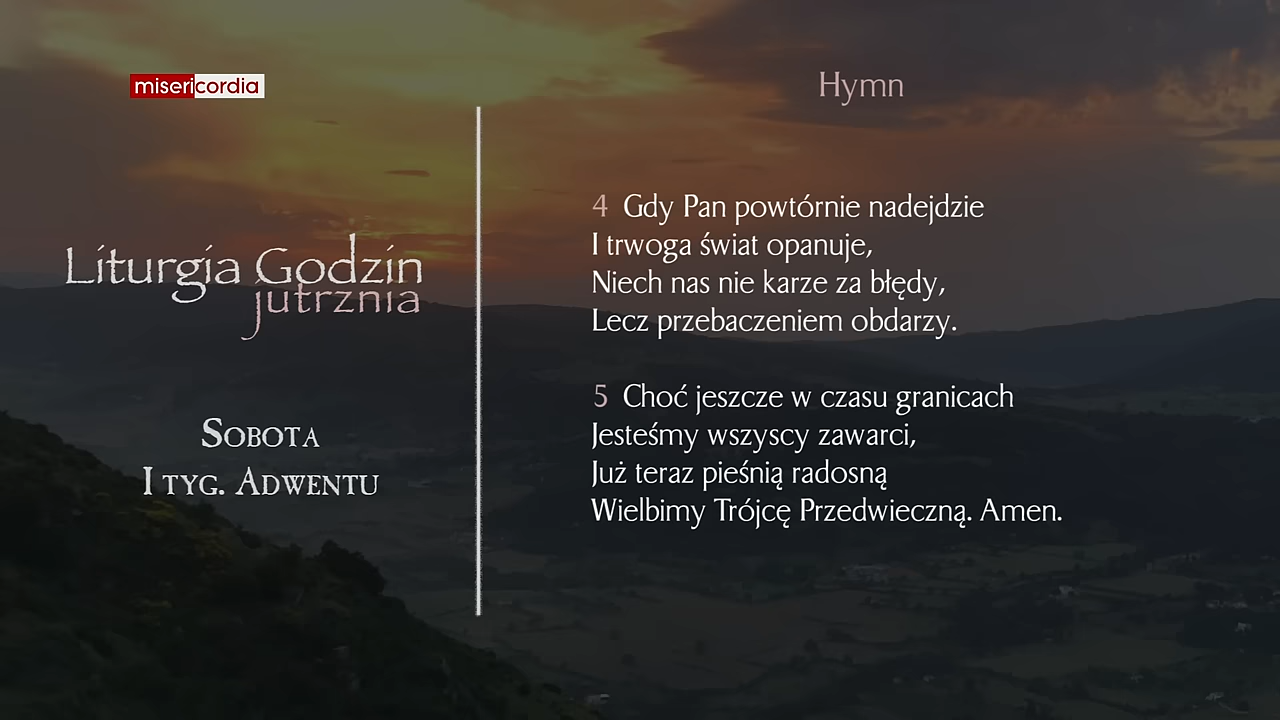 misericordia
Liturgia Godzin
jutrznia
Sobota
I tyg. Adwentu
Hymn
4 Gdy Pan powtórnie nadejdzie
I trwoga świat opanuje,
Niech nas nie karze za błędy,
Lecz przebaczeniem obdarzy.
5 Choć jeszcze w czasu granicach
Jesteśmy wszyscy zawarci,
Już teraz pieśnią radosną
Wielbimy Trójcę Przedwieczną. Amen.